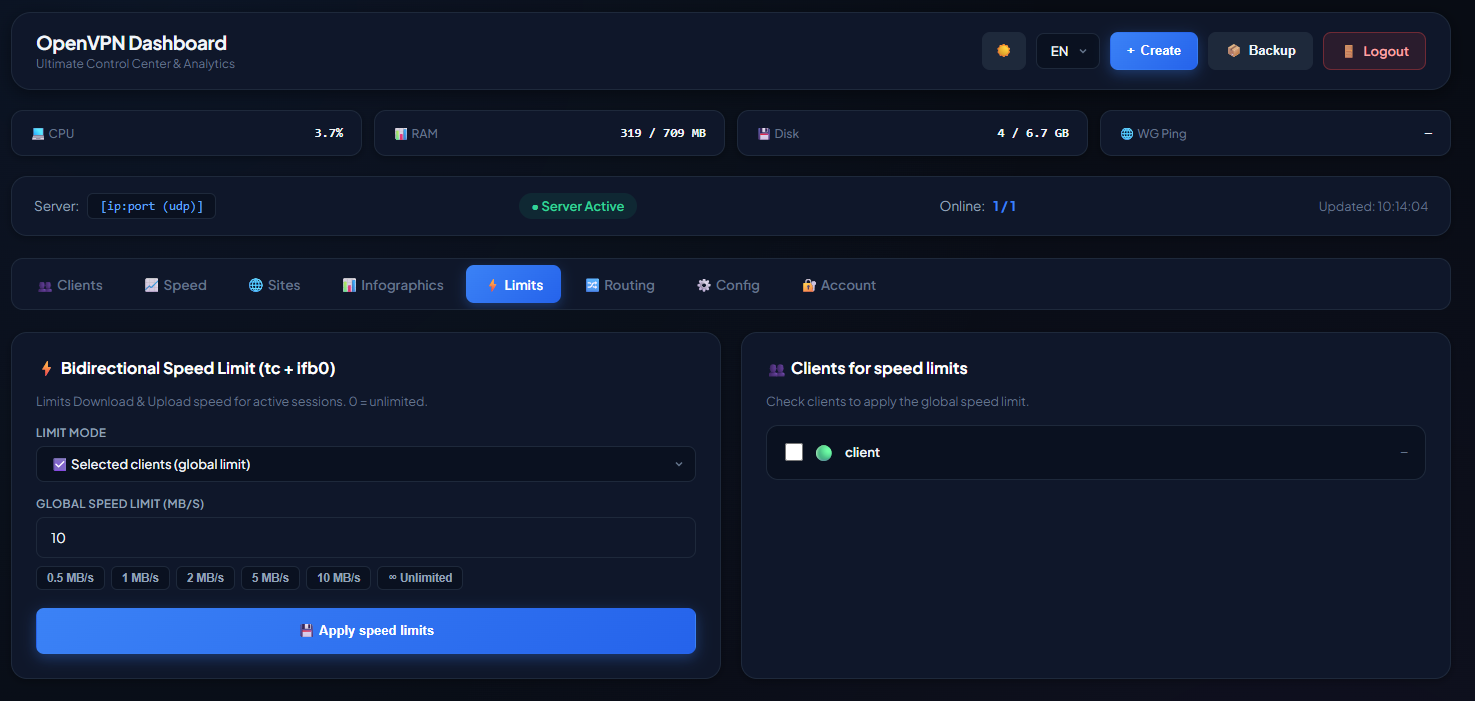 OpenVPN Dashboard
Ultimate Control Center & Analytics
EN
+ Create
Backup
Logout
CPU
3.7%
RAM
319 / 709 MB
Disk
4 / 6.7 GB
WG Ping
–
Server:
[ip:port (udp)]
● Server Active
Online: 1 / 1
Updated: 10:14:04
Clients
Speed
Sites
Infographics
Limits
Routing
Config
Account
Bidirectional Speed Limit (tc + ifb0)
Limits Download & Upload speed for active sessions. 0 = unlimited.
LIMIT MODE
Selected clients (global limit)
GLOBAL SPEED LIMIT (MB/S)
10
0.5 MB/s
1 MB/s
2 MB/s
5 MB/s
10 MB/s
∞ Unlimited
Apply speed limits
Clients for speed limits
Check clients to apply the global speed limit.
client
–